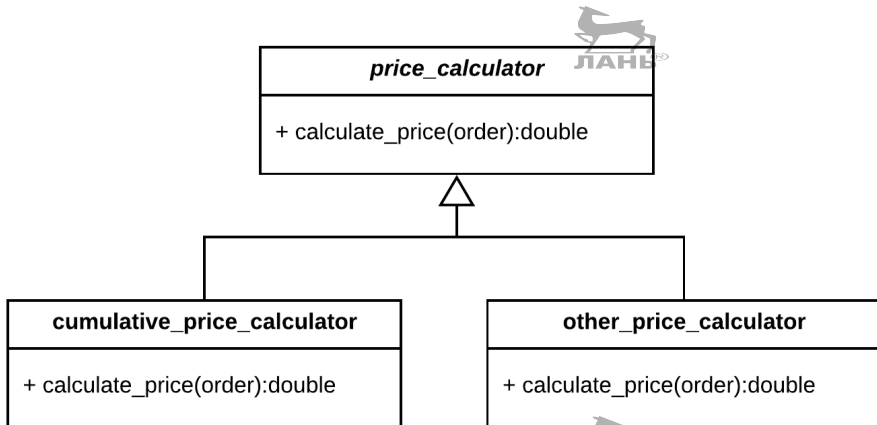 ЛАНЬ®
price_calculator
+ calculate_price(order):double
cumulative_price_calculator
+ calculate_price(order):double
other_price_calculator
+ calculate_price(order):double